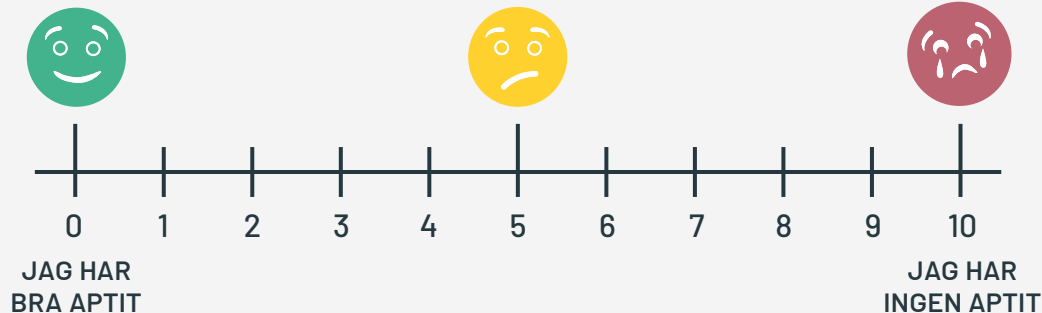 0 1 2 3 4 5 6 7 8 9 10
JAG HAR
BRA APTIT
JAG HAR
INGEN APTIT